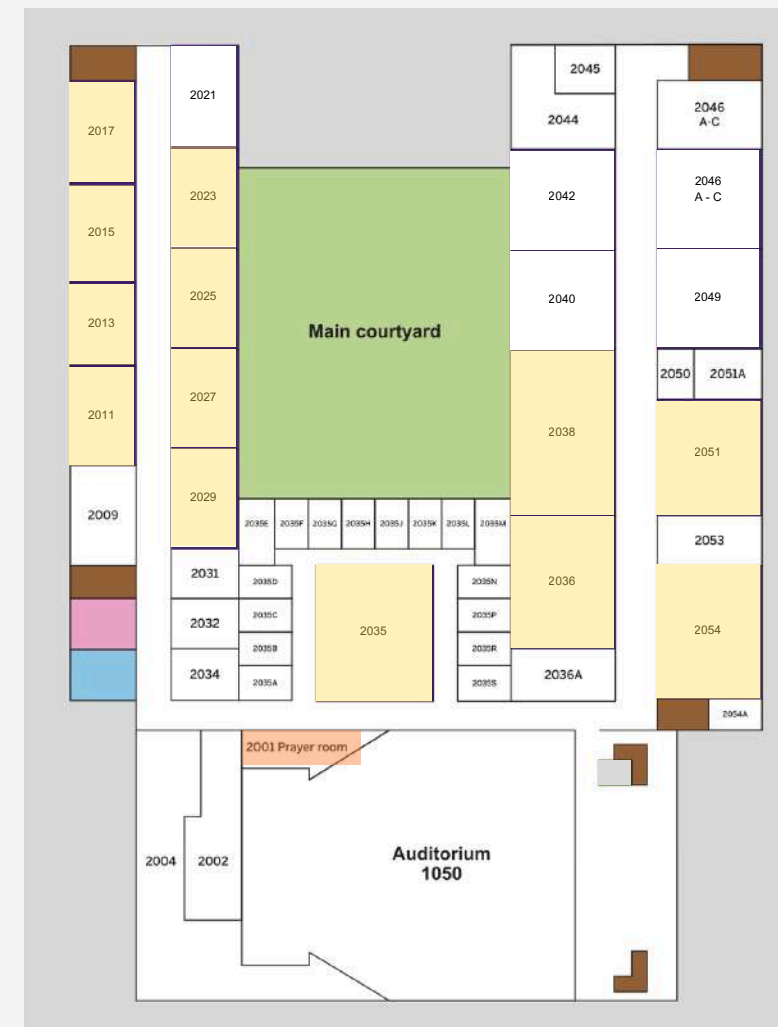 2045
2021
2046
A-C
2044
2017
2046
A - C
2023
2042
2015
2025
2049
2040
2013
Main courtyard
2050
2051A
2027
2011
2038
2051
2029
2009
2035E
2035F
2035G
2035H
2035J
2035K
2035L
2035M
2053
2031
2035D
2035N
2036
2032
2035C
2035P
2035
2054
2035B
2035R
2034
2035A
2035S
2036A
2054A
2001 Prayer room
2004
2002
Auditorium
1050